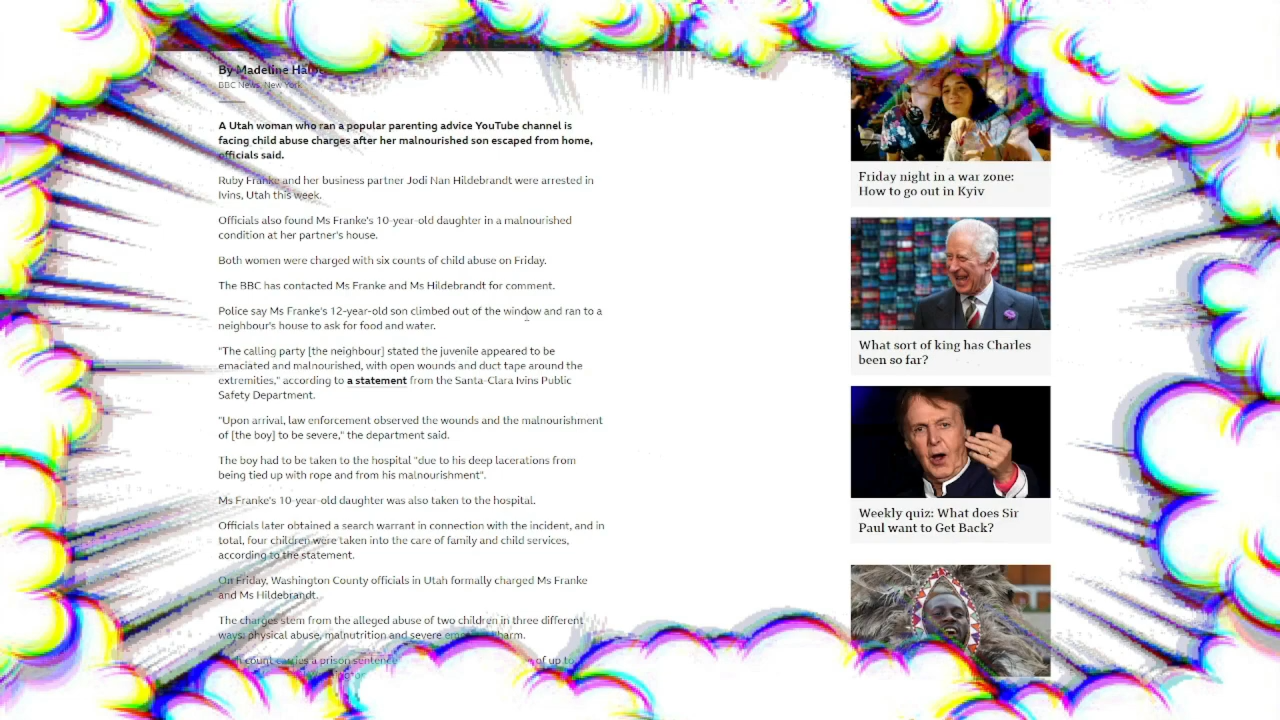 By Madeline Hal
BBC News, New York
A Utah woman who ran a popular parenting advice YouTube channel is
facing child abuse charges after her malnourished son escaped from home,
officials said.
Ruby Franke and her business partner Jodi Nan Hildebrandt were arrested in
Ivins, Utah this week.
Officials also found Ms Franke's 10-year-old daughter in a malnourished
condition at her partner's house.
Both women were charged with six counts of child abuse on Friday.
The BBC has contacted Ms Franke and Ms Hildebrandt for comment.
Police say Ms Franke's 12-year-old son climbed out of the window and ran to a
neighbour's house to ask for food and water.
"The calling party [the neighbour] stated the juvenile appeared to be
emaciated and malnourished, with open wounds and duct tape around the
extremities," according to a statement from the Santa-Clara Ivins Public
Safety Department.
"Upon arrival, law enforcement observed the wounds and the malnourishment
of [the boy] to be severe," the department said.
The boy had to be taken to the hospital "due to his deep lacerations from
being tied up with rope and from his malnourishment".
Ms Franke's 10-year-old daughter was also taken to the hospital.
Officials later obtained a search warrant in connection with the incident, and in
total, four children were taken into the care of family and child services,
according to the statement.
On Friday, Washington County officials in Utah formally charged Ms Franke
and Ms Hildebrandt.
The charges stem from the alleged abuse of two children in three different
ways: physical abuse, malnutrition and severe harm.
count carries a prison sentence of up to
Friday night in a war zone:
How to go out in Kyiv
What sort of king has Charles
been so far?
Weekly quiz: What does Sir
Paul want to Get Back?